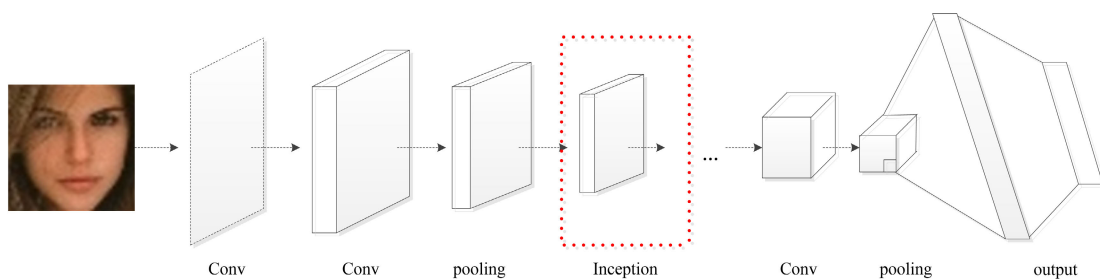 ...
Conv
Conv
pooling
Inception
Conv
pooling
output